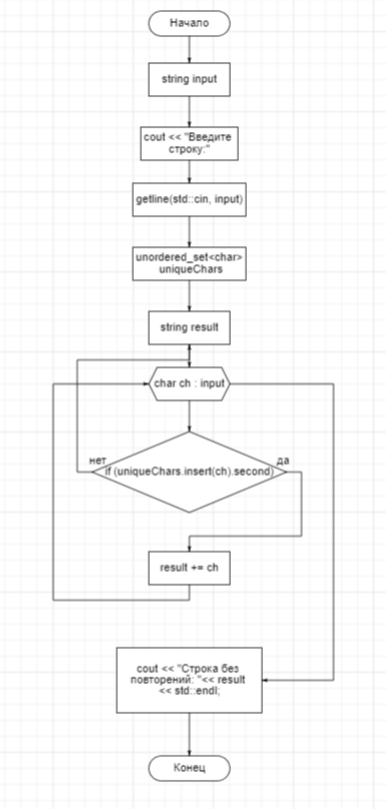 Начало
string input
cout << "Введите
строку:"
getline(std::cin, input)
unordered_set<char>
uniqueChars
string result
char ch : input
нет
if (uniqueChars.insert(ch).second)
да
result += ch
cout << "Строка без
повторений: "<< result
<< std::endl;
Конец